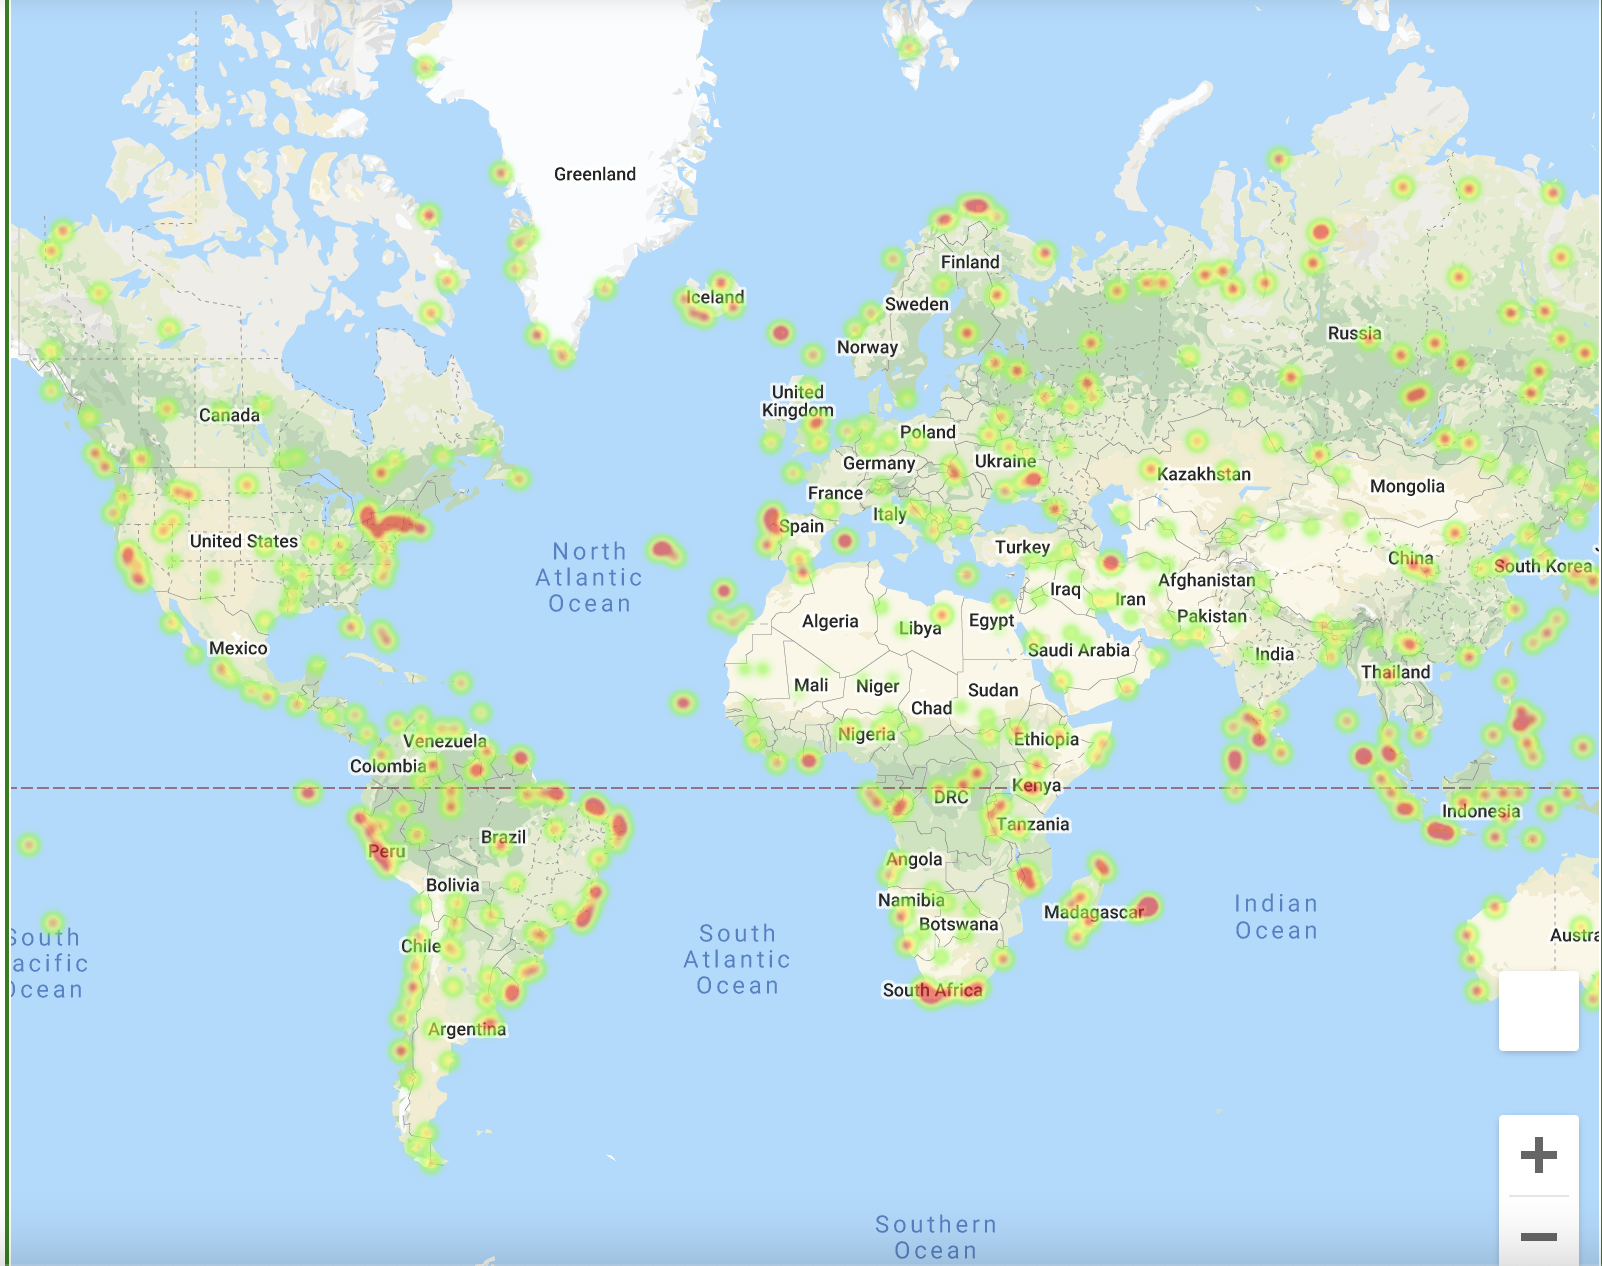 Greenland
Iceland
Finland
Sweden
Norway
Russia
United
Kingdom
Canada
Poland
Germany
Ukraine
Kazakhstan
Mongolia
France
Italy
Spain
United States
North
Atlantic
Ocean
Turkey
China
South Korea
Afghanistan
Iraq
Iran
Pakistan
Algeria
Libya
Egypt
Mexico
Saudi Arabia
India
Thailand
Mali
Niger
Sudan
Chad
Venezuela
Nigeria
Ethiopia
Colombia
Kenya
DRC
Indonesia
Tanzania
Brazil
Peru
Angola
Bolivia
Namibia
Madagascar
Botswana
Indian
Ocean
Chile
South
Atlantic
Ocean
South
acific
Ocean
Austra
South Africa
Argentina
Southern
Ocean
+
−